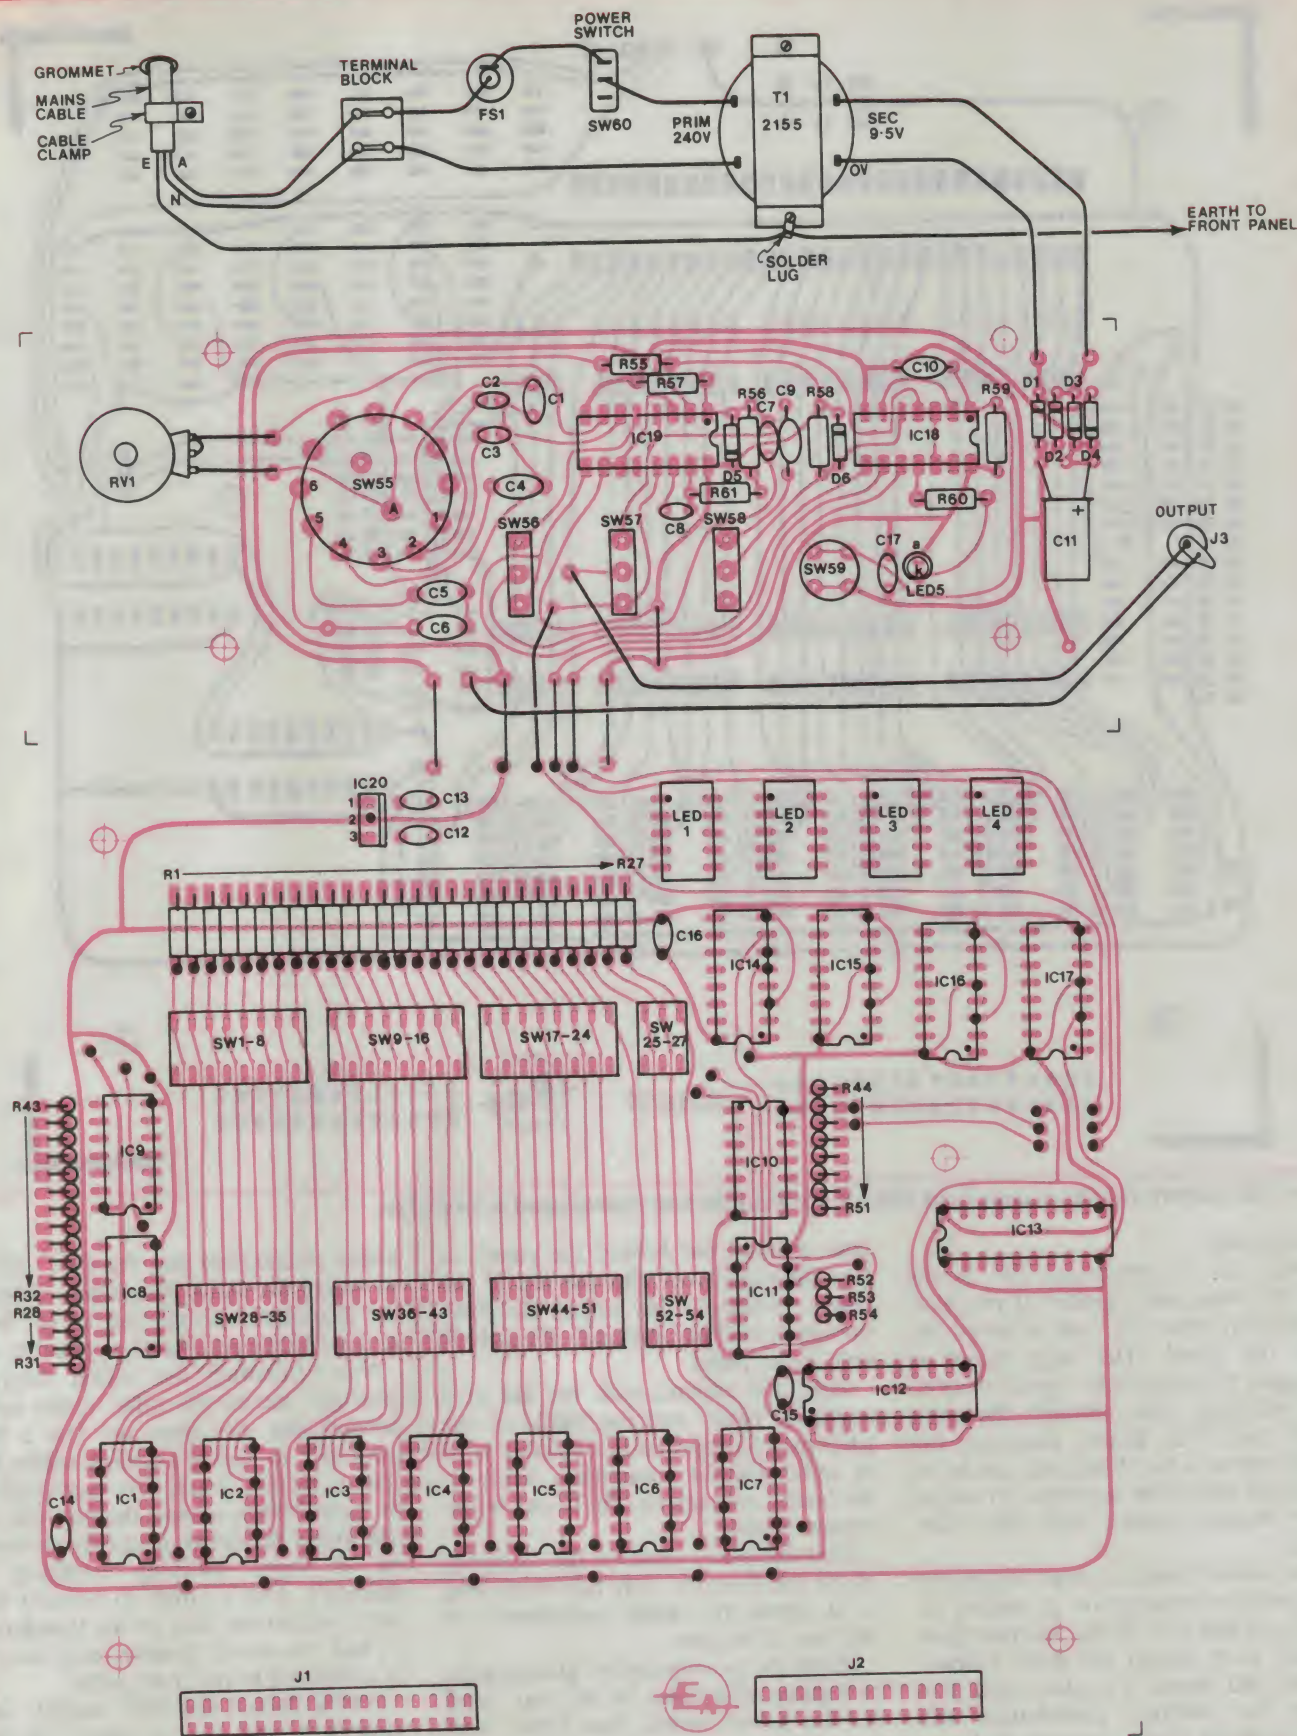 POWER
SWITCH
GROMMET
MAINS
CABLE
CABLE
CLAMP
E
A
N
TERMINAL
BLOCK
FS1
SW60
PRIM
240V
T1
2155
SEC
9·5V
0V
EARTH TO
FRONT PANEL
SOLDER
LUG
RV1
SW55
A
6
5
4
3
2
1
C2
C1
C3
C4
C5
C6
R55
R57
IC19
R56
C7
C9
R58
D5
D6
R61
C8
C10
R59
IC18
R60
D1
D3
D2
D4
C11
+
SW56
SW57
SW58
SW59
C17
a
k
LED5
OUTPUT
J3
IC20
1
2
3
C13
C12
LED
1
LED
2
LED
3
LED
4
R1
R27
C16
IC14
IC15
IC16
IC17
SW1-8
SW9-16
SW17-24
SW
25-27
R43
R32
R28
R31
IC9
IC8
IC10
IC11
R44
R51
R52
R53
R54
IC13
IC12
C15
SW28-35
SW36-43
SW44-51
SW
52-54
C14
IC1
IC2
IC3
IC4
IC5
IC6
IC7
J1
EA
J2